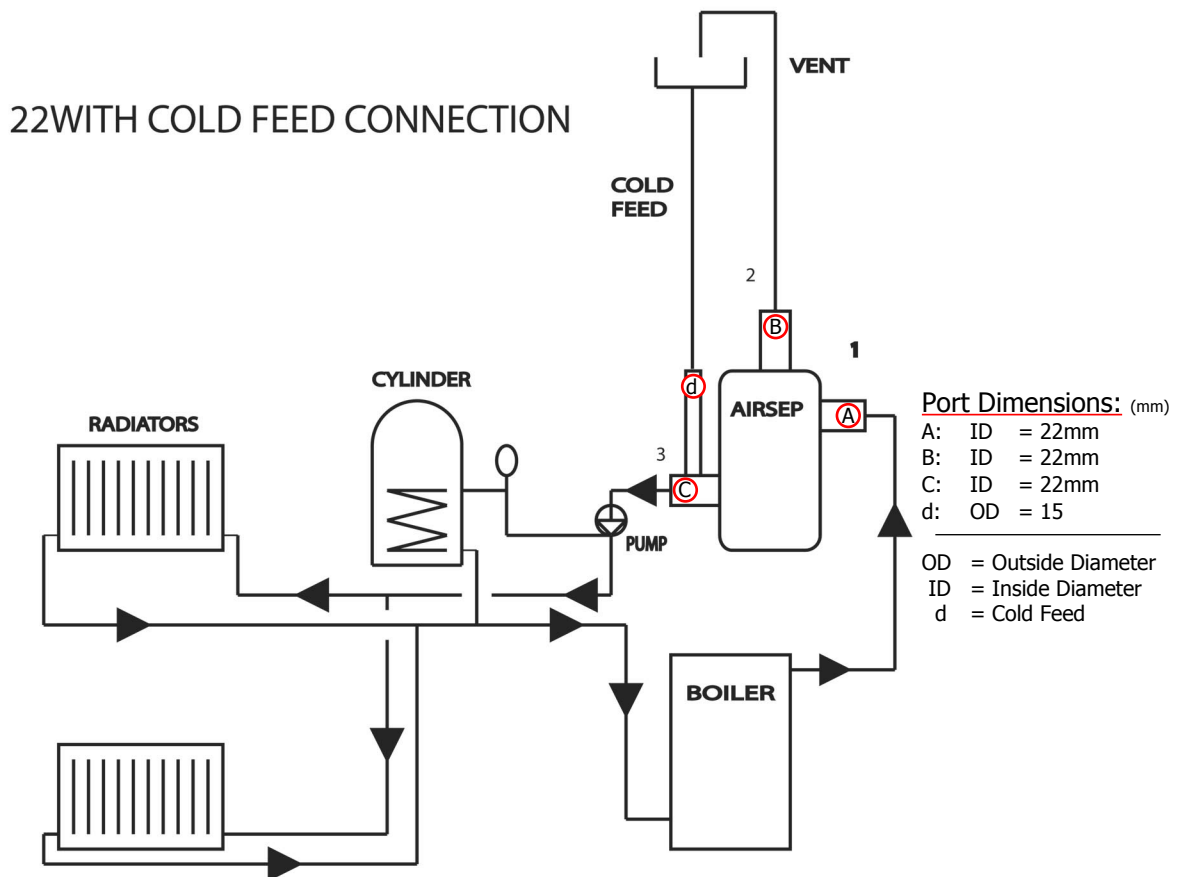 VENT
22WITH COLD FEED CONNECTION
COLD
FEED
2
B
1
CYLINDER
d
AIRSEP
A
RADIATORS
3
C
PUMP
Port Dimensions: (mm)
A: ID = 22mm
B: ID = 22mm
C: ID = 22mm
d: OD = 15
OD = Outside Diameter
ID = Inside Diameter
d = Cold Feed
BOILER